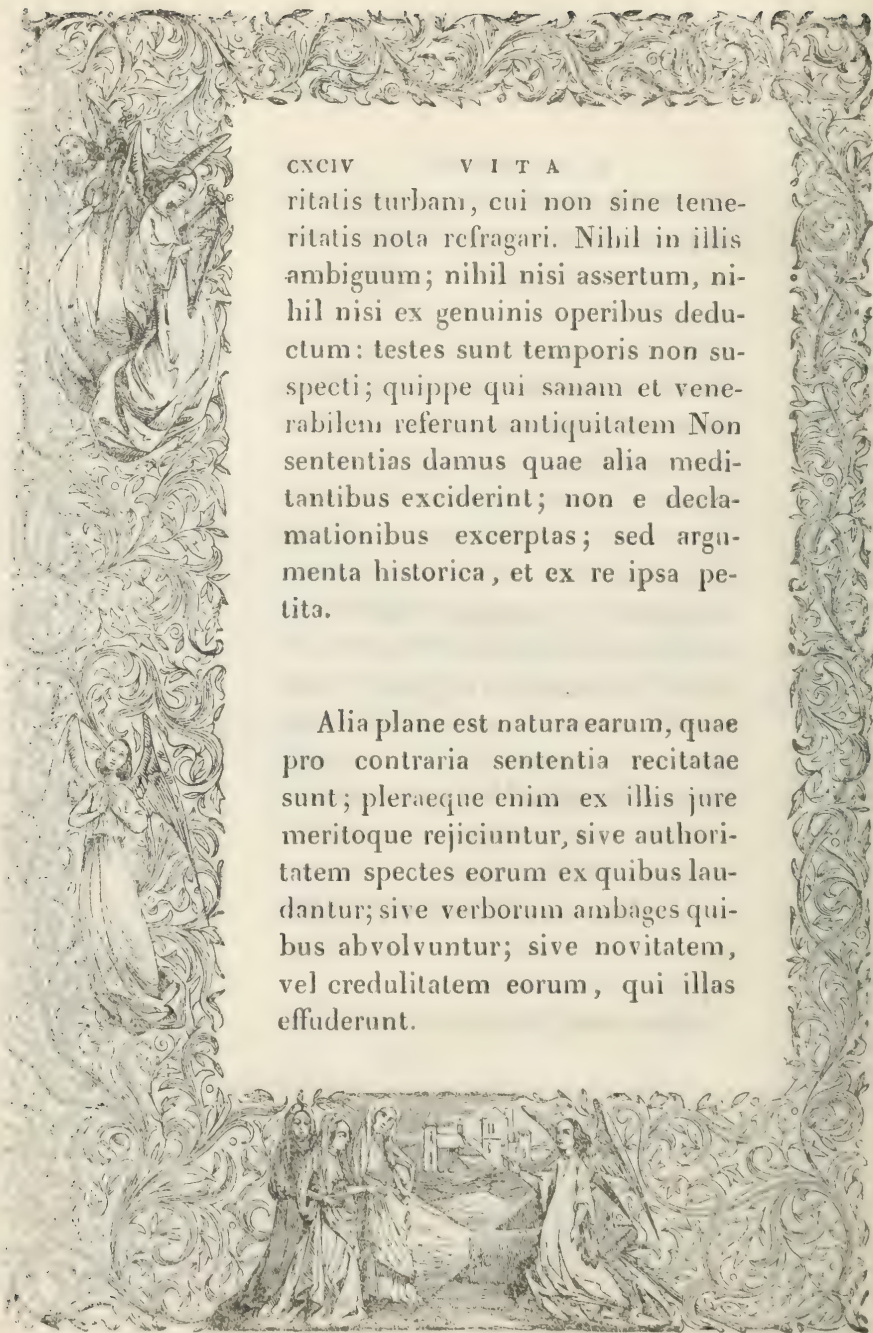 CXCIV VITA
ritatis turbam, cui non sine teme-
ritatis nota refragari. Nihil in illis
ambiguum; nihil nisi assertum, ni-
hil nisi ex genuinis operibus dedu-
ctum: testes sunt temporis non su-
specti; quippe qui sanam et vene-
rabilem referunt antiquitatem Non
sententias damus quae alia medi-
tantibus exciderint; non e decla-
mationibus excerptas; sed argu-
menta historica, et ex re ipsa pe-
tita.
Alia plane est natura earum, quae
pro contraria sententia recitatae
sunt; pleraeque enim ex illis jure
meritoque rejiciuntur, sive authori-
tatem spectes eorum ex quibus lau-
dantur; sive verborum ambages qui-
bus abvolvuntur; sive novitatem,
vel credulitatem eorum, qui illas
effuderunt.